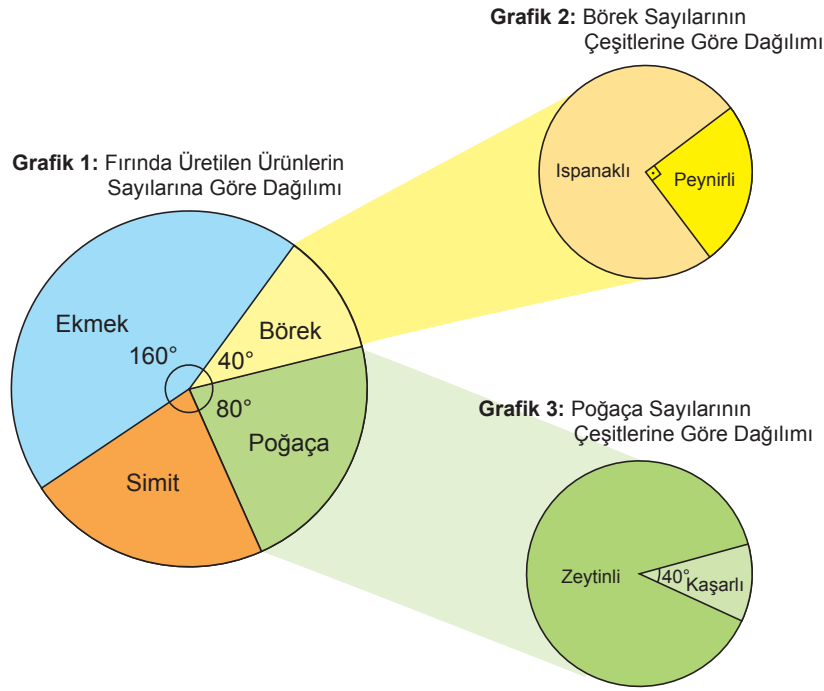 Grafik 2: Börek Sayılarının
Çeşitlerine Göre Dağılımı
Ispanaklı
Peynirli
Grafik 1: Fırında Üretilen Ürünlerin
Sayılarına Göre Dağılımı
Ekmek
160°
Börek
40°
80°
Poğaça
Simit
Grafik 3: Poğaça Sayılarının
Çeşitlerine Göre Dağılımı
Zeytinli
40°
Kaşarlı